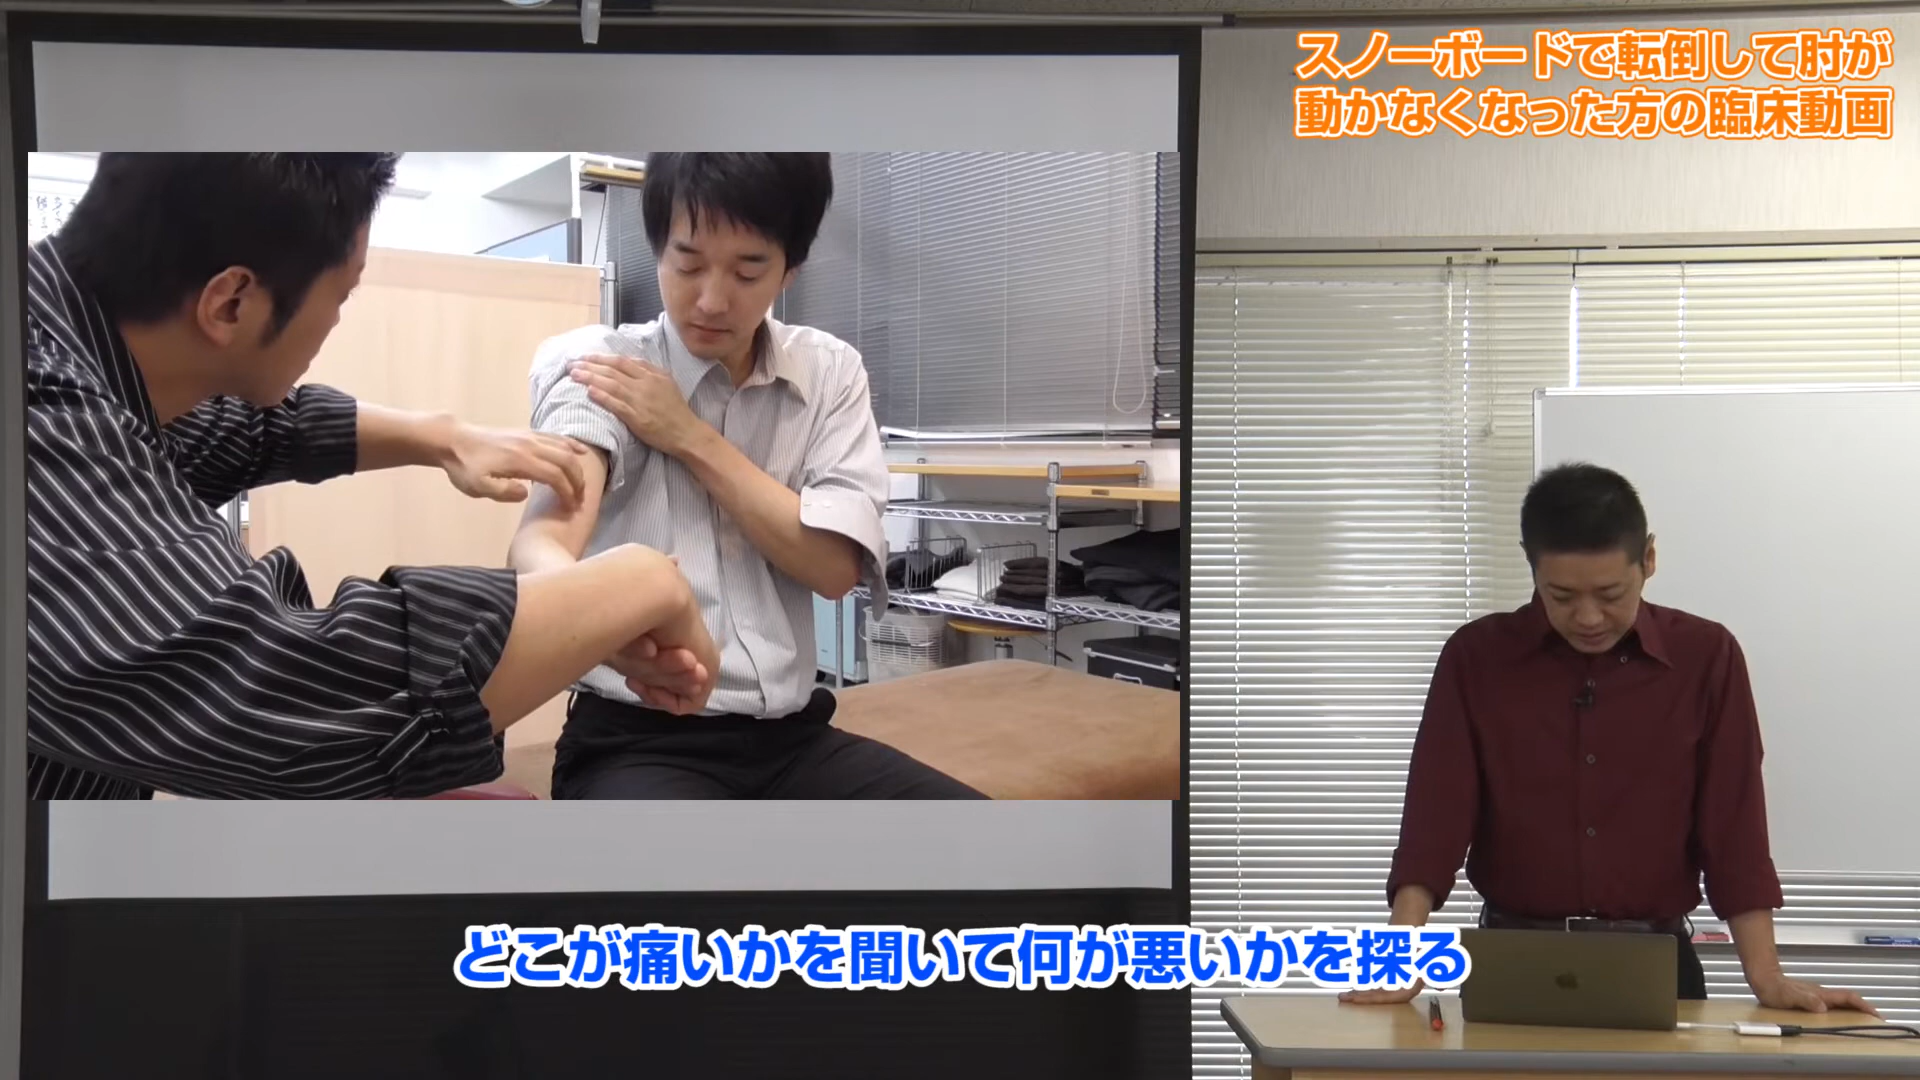 スノーボードで転倒して肘が
動かなくなった方の臨床動画
どこが痛いかを聞いて何が悪いかを探る